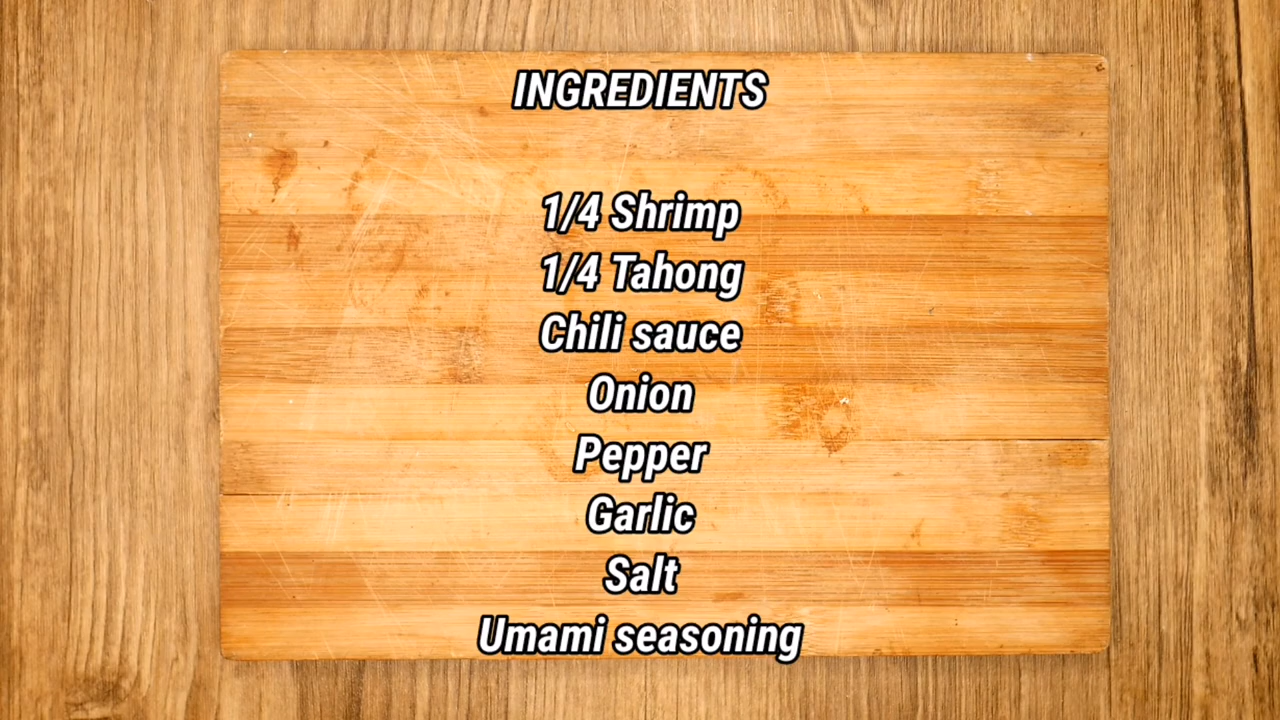 INGREDIENTS
1/4 Shrimp
1/4 Tahong
Chili sauce
Onion
Pepper
Garlic
Salt
Umami seasoning